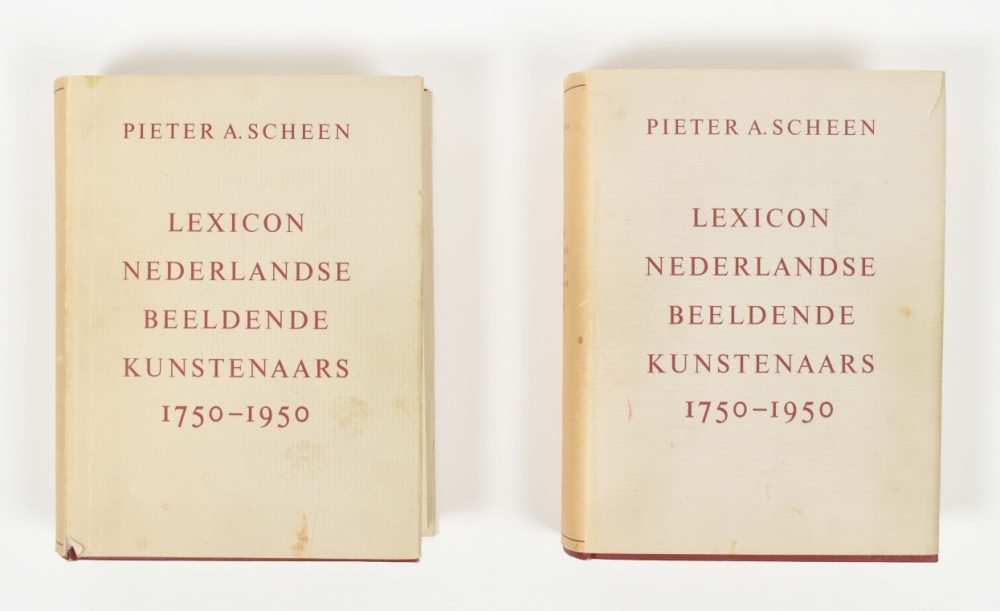 PIETER A. SCHEEN
LEXICON
NEDERLANDSE
BEELDENDE
KUNSTENAARS
1750–1950
PIETER A. SCHEEN
LEXICON
NEDERLANDSE
BEELDENDE
KUNSTENAARS
1750–1950